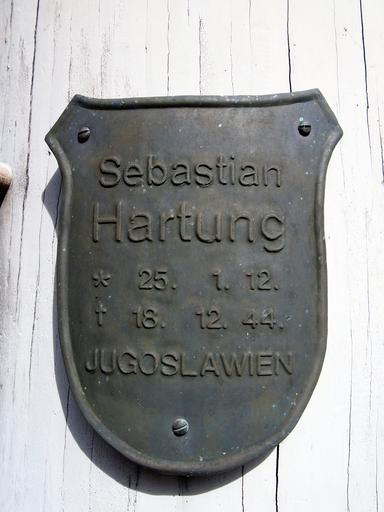 Sebastian
Hartung
* 25. 1. 12.
† 18. 12. 44.
JUGOSLAWIEN